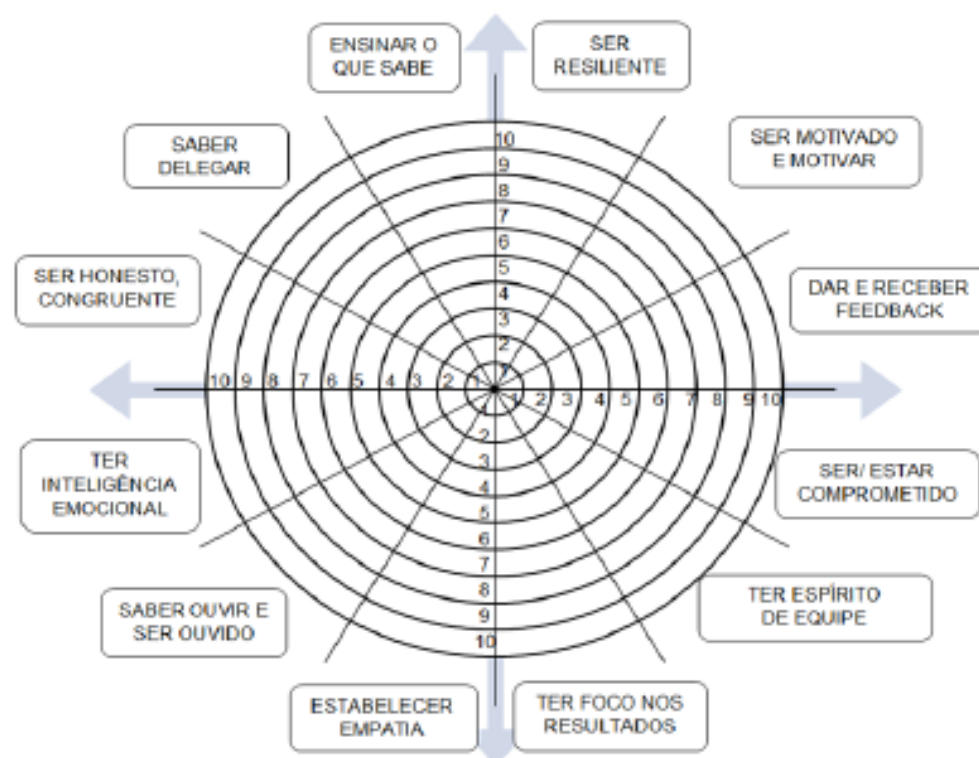 ENSINAR O
QUE SABE
SER
RESILIENTE
SABER
DELEGAR
SER MOTIVADO
E MOTIVAR
SER HONESTO,
CONGRUENTE
DAR E RECEBER
FEEDBACK
10
9
8
7
6
5
4
3
2
1
10 9 8 7 6 5 4 3 2 1
1 2 3 4 5 6 7 8 9 10
1
2
3
4
5
6
7
8
9
10
TER
INTELIGÊNCIA
EMOCIONAL
SER/ ESTAR
COMPROMETIDO
SABER OUVIR E
SER OUVIDO
TER ESPÍRITO
DE EQUIPE
ESTABELECER
EMPATIA
TER FOCO NOS
RESULTADOS